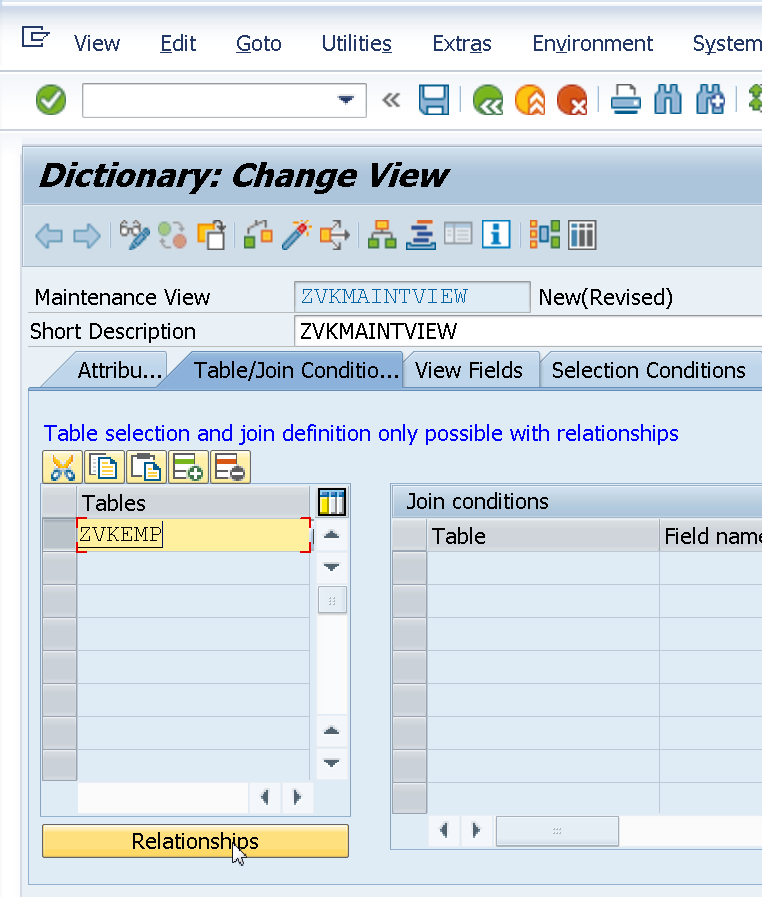 View Edit Goto Utilities Extras Environment System
Dictionary: Change View
Maintenance View ZVKMAINTVIEW New(Revised)
Short Description ZVKMAINTVIEW
Attribu... Table/Join Conditio... View Fields Selection Conditions
Table selection and join definition only possible with relationships
Tables
Join conditions
ZVKEMP
Table Field name
Relationships